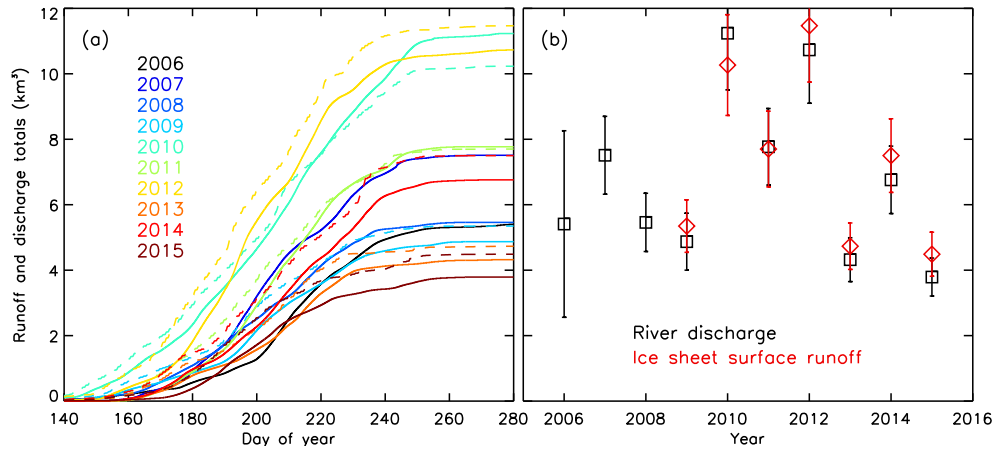 12
10
8
6
4
2
0
Runoff and discharge totals (km³)
(a)
2006
2007
2008
2009
2010
2011
2012
2013
2014
2015
140 160 180 200 220 240 260 280
Day of year
(b)
River discharge
Ice sheet surface runoff
2006 2008 2010 2012 2014 2016
Year